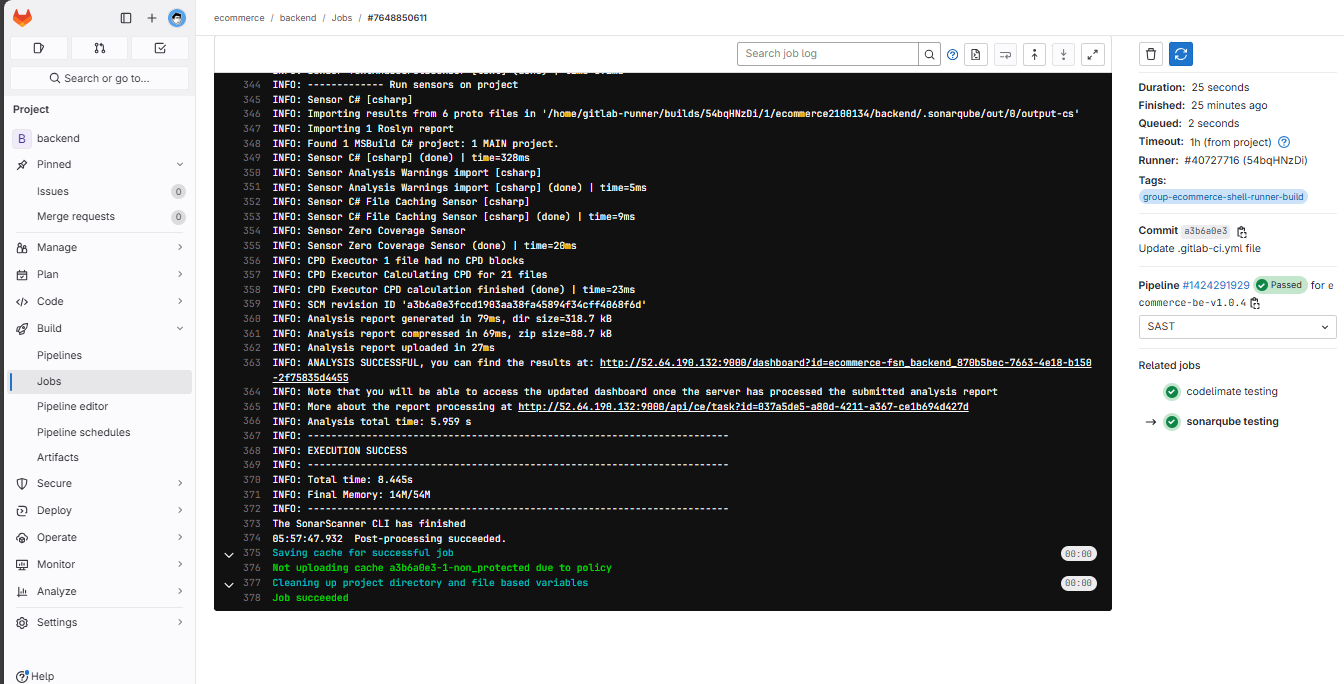 ecommerce / backend / Jobs / #7648850611
Search or go to...
Project
B backend
Pinned
Issues 0
Merge requests 0
Manage
Plan
Code
Build
Pipelines
Jobs
Pipeline editor
Pipeline schedules
Artifacts
Secure
Deploy
Operate
Monitor
Analyze
Settings
Help
Search job log
344 INFO: ------------- Run sensors on project
345 INFO: Sensor C# [csharp]
346 INFO: Importing results from 6 proto files in '/home/gitlab-runner/builds/54bqHNzDi/1/ecommerce2100134/backend/.sonarqube/out/0/output-cs'
347 INFO: Importing 1 Roslyn report
348 INFO: Found 1 MSBuild C# project: 1 MAIN project.
349 INFO: Sensor C# [csharp] (done) | time=328ms
350 INFO: Sensor Analysis Warnings import [csharp]
351 INFO: Sensor Analysis Warnings import [csharp] (done) | time=5ms
352 INFO: Sensor C# File Caching Sensor [csharp]
353 INFO: Sensor C# File Caching Sensor [csharp] (done) | time=9ms
354 INFO: Sensor Zero Coverage Sensor
355 INFO: Sensor Zero Coverage Sensor (done) | time=20ms
356 INFO: CPD Executor 1 file had no CPD blocks
357 INFO: CPD Executor Calculating CPD for 21 files
358 INFO: CPD Executor CPD calculation finished (done) | time=23ms
359 INFO: SCM revision ID 'a3b6a0e3fccd1903aa38fa45894f34cff4068f6d'
360 INFO: Analysis report generated in 79ms, dir size=318.7 kB
361 INFO: Analysis report compressed in 69ms, zip size=88.7 kB
362 INFO: Analysis report uploaded in 27ms
363 INFO: ANALYSIS SUCCESSFUL, you can find the results at: http://52.64.190.132:9000/dashboard?id=ecommerce-fsn_backend_870b5bec-7663-4e18-b150
-2f75835d4455
364 INFO: Note that you will be able to access the updated dashboard once the server has processed the submitted analysis report
365 INFO: More about the report processing at http://52.64.190.132:9000/api/ce/task?id=037a5de5-a80d-4211-a367-ce1b694d427d
366 INFO: Analysis total time: 5.959 s
367 INFO: ------------------------------------------------------------------------
368 INFO: EXECUTION SUCCESS
369 INFO: ------------------------------------------------------------------------
370 INFO: Total time: 8.445s
371 INFO: Final Memory: 14M/54M
372 INFO: ------------------------------------------------------------------------
373 The SonarScanner CLI has finished
374 05:57:47.932 Post-processing succeeded.
375 Saving cache for successful job 00:00
376 Not uploading cache a3b6a0e3-1-non_protected due to policy
377 Cleaning up project directory and file based variables 00:00
378 Job succeeded
Duration: 25 seconds
Finished: 25 minutes ago
Queued: 2 seconds
Timeout: 1h (from project)
Runner: #40727716 (54bqHNzDi)
Tags:
group-ecommerce-shell-runner-build
Commit a3b6a0e3
Update .gitlab-ci.yml file
Pipeline #1424291929 Passed for e
commerce-be-v1.0.4
SAST
Related jobs
codelimate testing
sonarqube testing